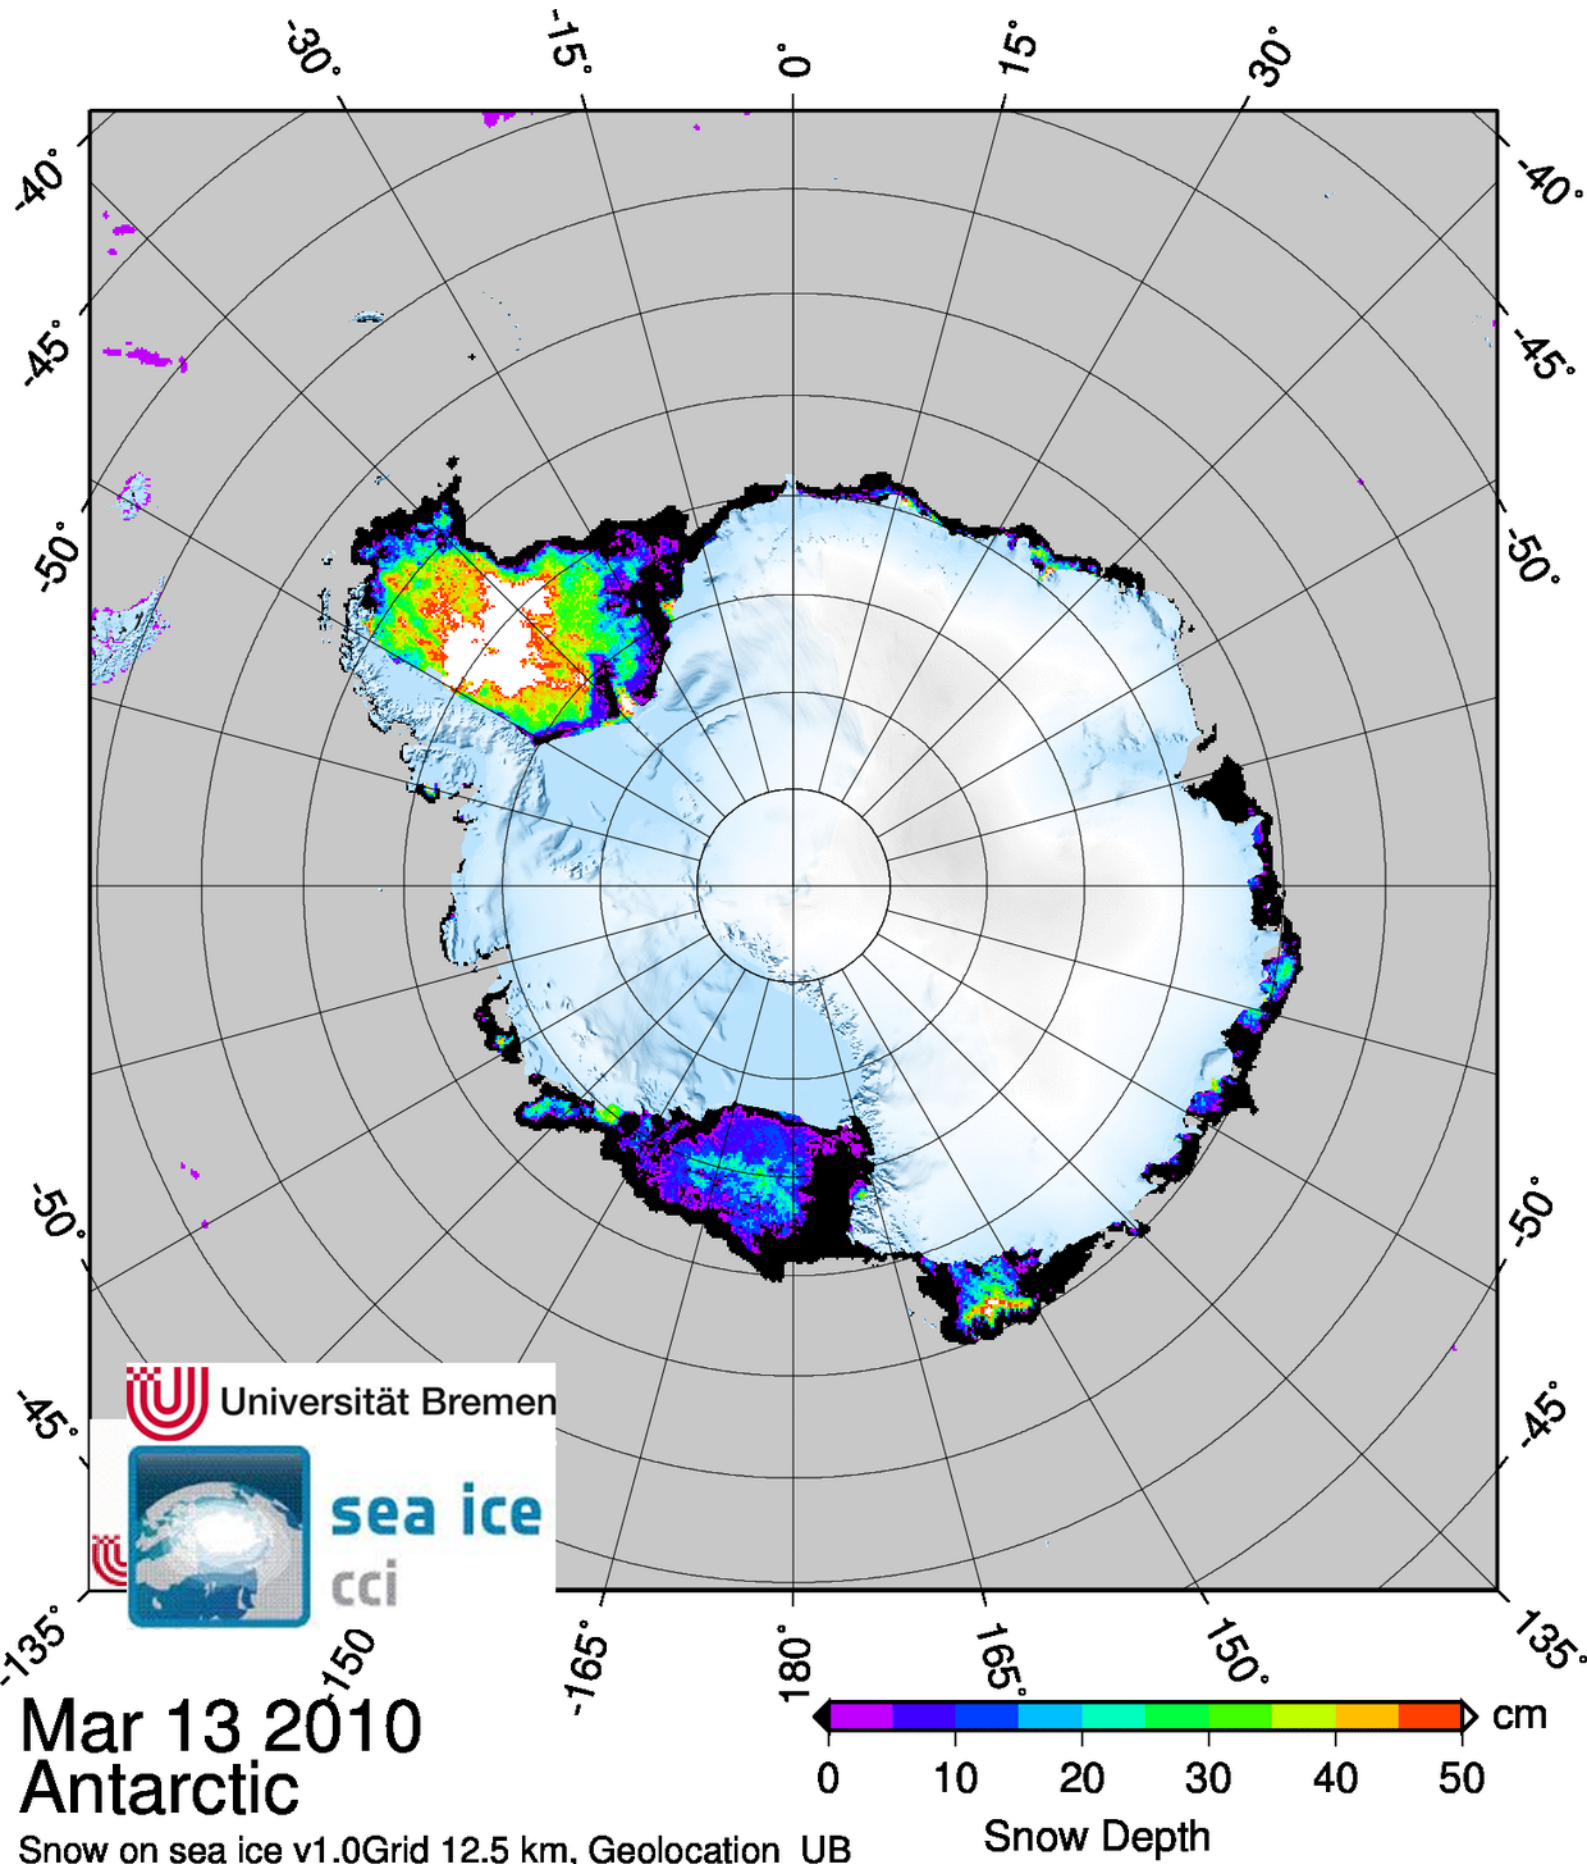 -30°
-15°
0°
15°
30°
-40°
-40°
-45°
-45°
-50°
-50°
-50°
-50°
-45°
-45°
Universität Bremen
sea ice
cci
-135°
-150
-165°
180°
165°
150°
135°
Mar 13 2010
Antarctic
Snow on sea ice v1.0Grid 12.5 km, Geolocation UB
cm
0 10 20 30 40 50
Snow Depth